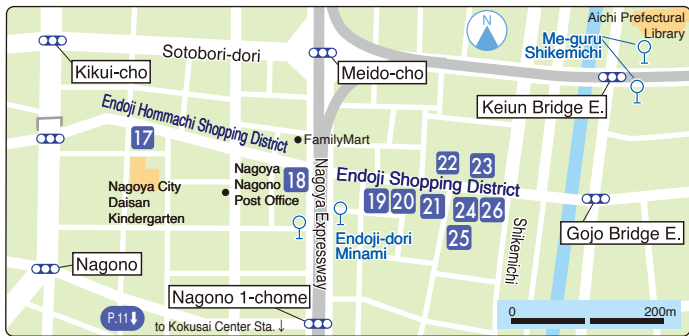 N
Aichi Prefectural
Library
Me-guru
Shikemichi
Sotobori-dori
Kikui-cho
Meido-cho
Keiun Bridge E.
Endoji Hommachi Shopping District
17
FamilyMart
Nagoya
Nagono
Post Office
18
Nagoya City
Daisan
Kindergarten
Nagoya Expressway
22
23
Endoji Shopping District
19
20
21
24
26
25
Endoji-dori
Minami
Shikemichi
Gojo Bridge E.
Nagono
Nagono 1-chome
P.11⬇
to Kokusai Center Sta.↓
0
200m